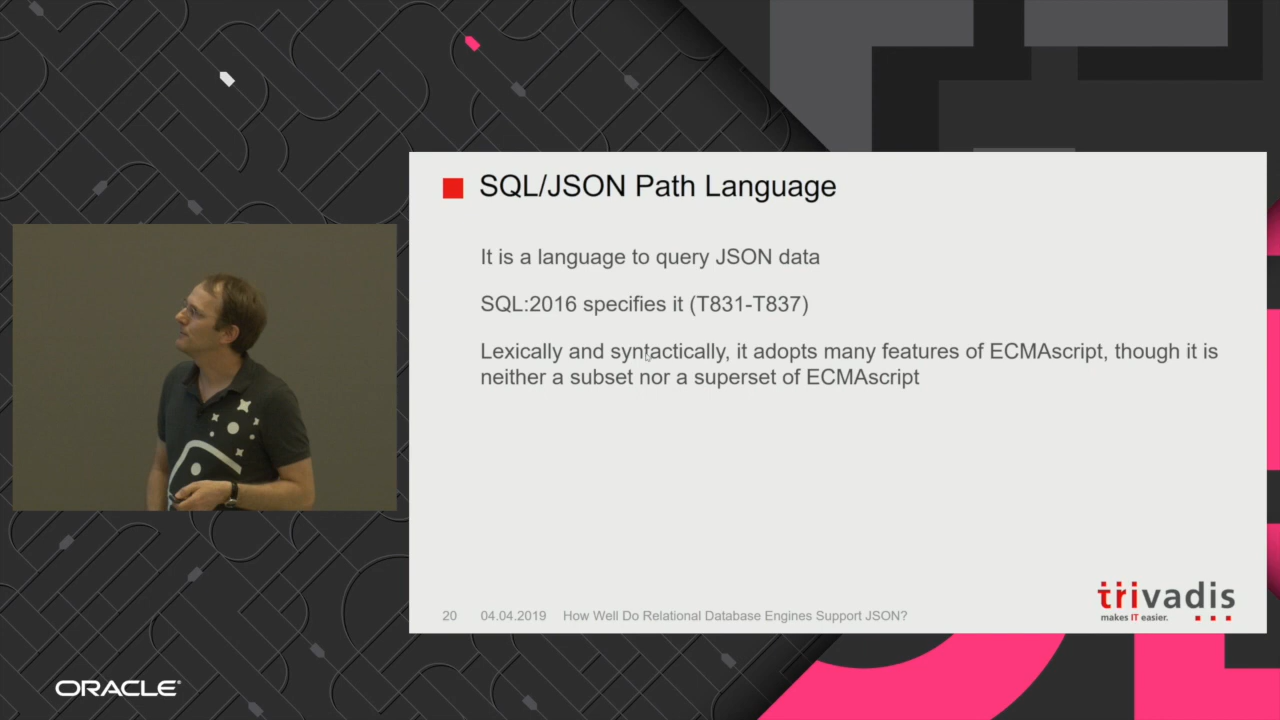 SQL/JSON Path Language
It is a language to query JSON data
SQL:2016 specifies it (T831-T837)
Lexically and syntactically, it adopts many features of ECMAscript, though it is
neither a subset nor a superset of ECMAscript
trivadis
makes IT easier.
20 04.04.2019 How Well Do Relational Database Engines Support JSON?
ORACLE